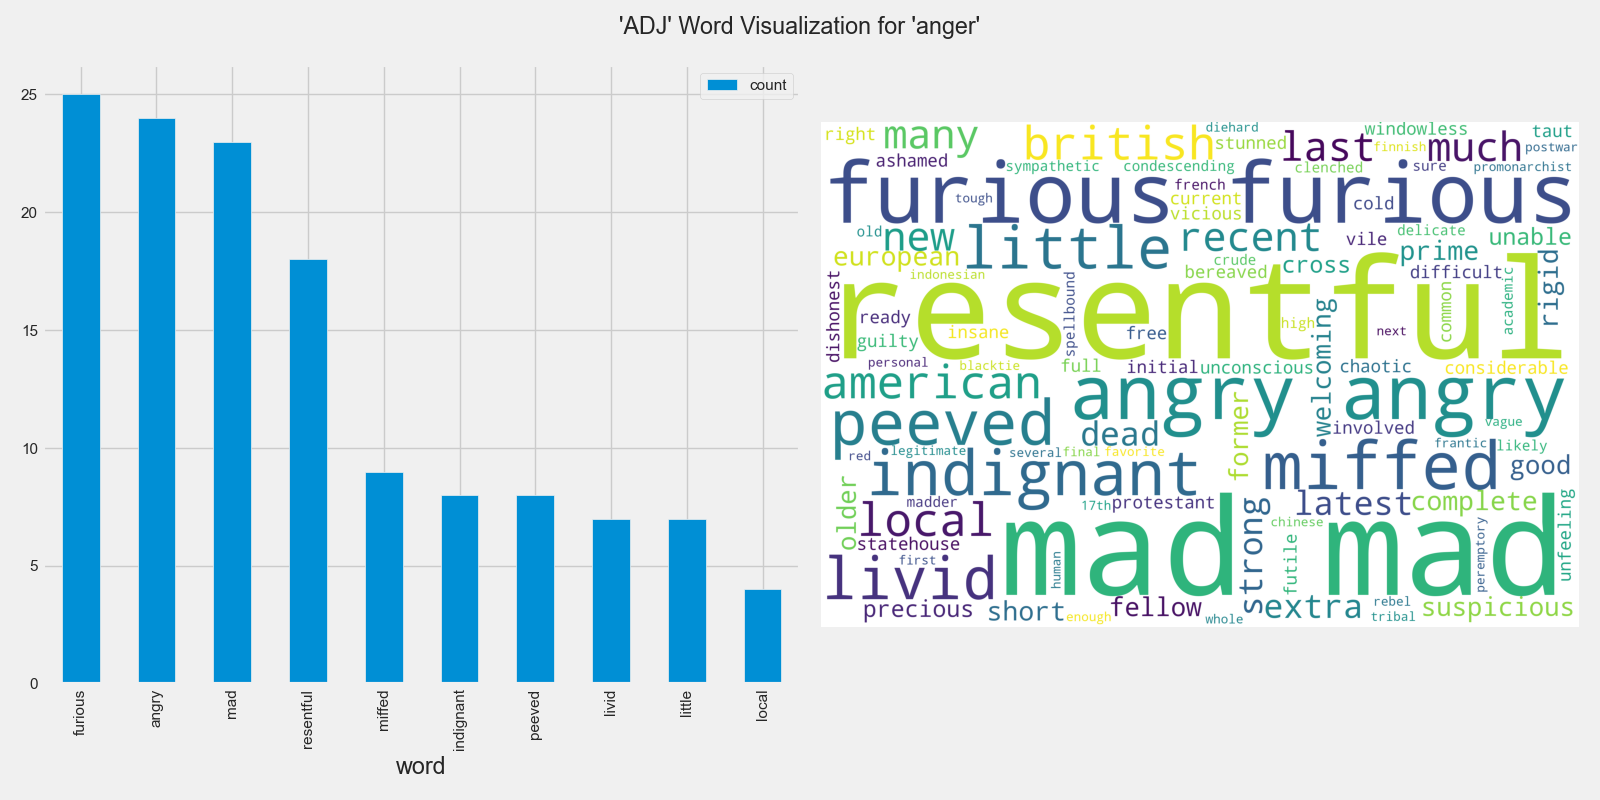 'ADJ' Word Visualization for 'anger'
count
25
20
15
10
5
0
furious
angry
mad
resentful
miffed
indignant
peeved
livid
little
local
word
right
many
british
diehard
stunned
last
windowless
finnish
much
taut
postwar
ashamed
sympathetic
condescending
clenched
sure
promonarchist
furious
tough
french
current
vicious
furious
cold
old
new
little
recent
vile
delicate
prime
unable
european
indonesian
crude
bereaved
cross
difficult
rigid
dishonest
resentful
ready
guilty
insane
spellbound
free
high
welcoming
next
common
academic
personal
blacktie
full
initial
unconscious
chaotic
considerable
american
angry
angry
peeved
dead
former
involved
vague
frantic
likely
red
legitimate
several
final
favorite
indignant
miffed
good
older
madder
17th
protestant
strong
latest
complete
unfeeling
local
statehouse
mad
chinese
mad
peremptory
first
livid
human
futile
precious
short
enough
fellow
whole
extra
rebel
tribal
suspicious